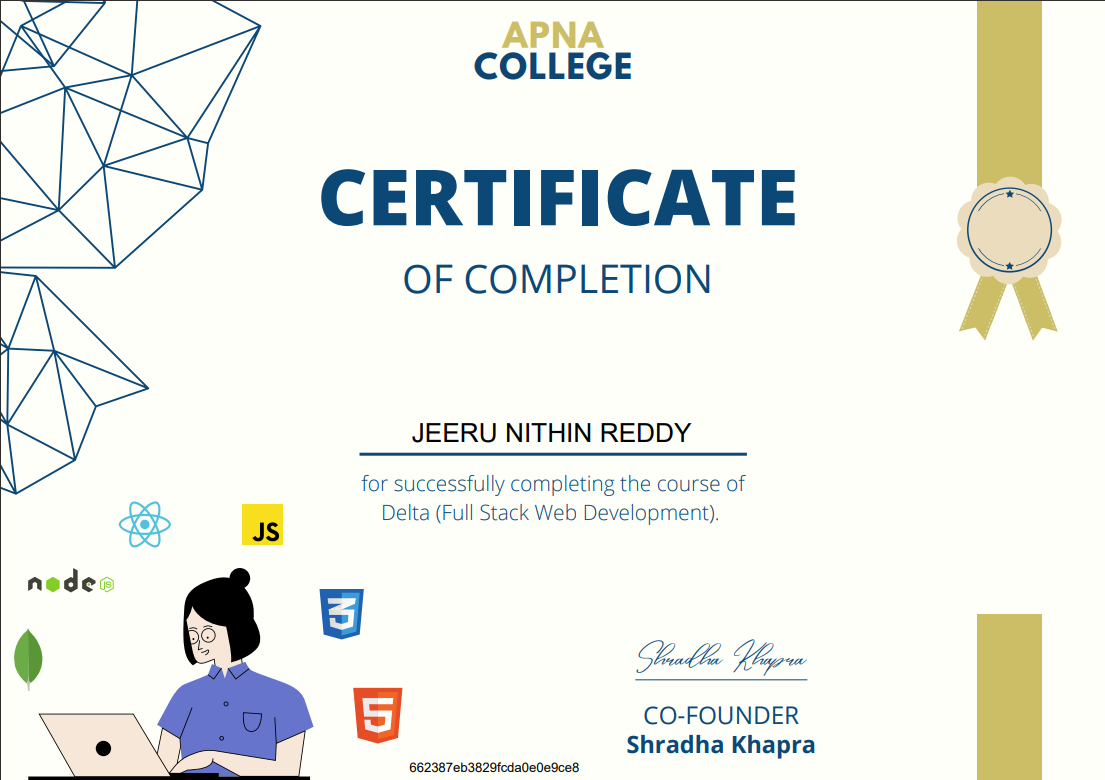 APNA
COLLEGE
CERTIFICATE
OF COMPLETION
JEERU NITHIN REDDY
for successfully completing the course of
Delta (Full Stack Web Development).
JS
node JS
3
5
Shradha Khapra
CO-FOUNDER
Shradha Khapra
662387eb3829fcda0e0e9ce8